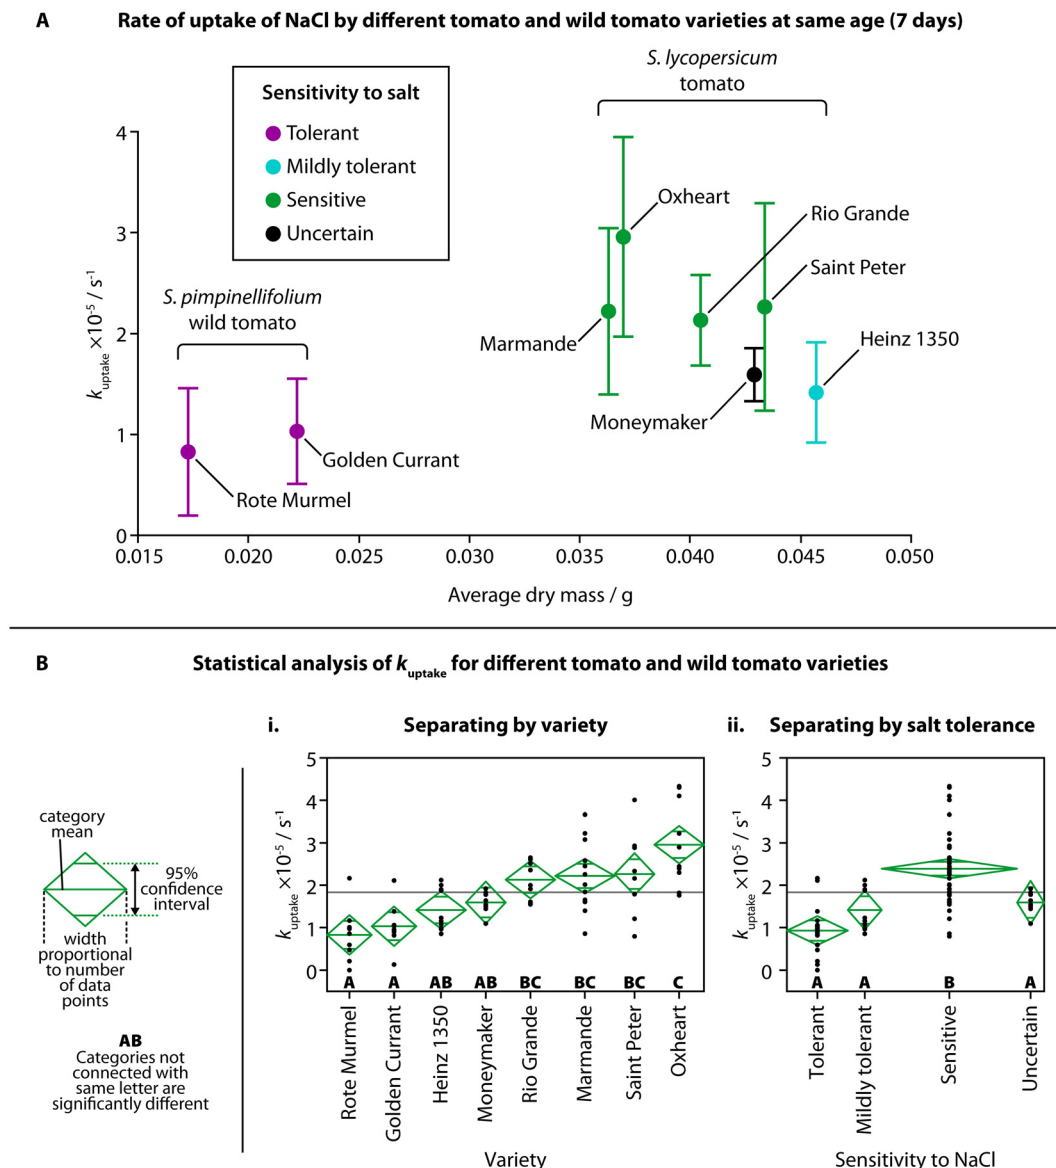 A
Rate of uptake of NaCl by different tomato and wild tomato varieties at same age (7 days)
S. lycopersicum
tomato
Sensitivity to salt
Tolerant
Mildly tolerant
Sensitive
Uncertain
4
3
2
1
0
k_uptake ×10^-5 / s^-1
Oxheart
Rio Grande
Saint Peter
S. pimpinellifolium
wild tomato
Marmande
Heinz 1350
Moneymaker
Golden Currant
Rote Murmel
0.015 0.020 0.025 0.030 0.035 0.040 0.045 0.050
Average dry mass / g
B
Statistical analysis of k_uptake for different tomato and wild tomato varieties
category
mean
95%
confidence
interval
width
proportional
to number
of data
points
AB
Categories not
connected with
same letter are
significantly different
i. Separating by variety
5
4
3
2
1
0
k_uptake ×10^-5 / s^-1
A A AB AB BC BC BC C
Rote Murmel
Golden Currant
Heinz 1350
Moneymaker
Rio Grande
Marmande
Saint Peter
Oxheart
Variety
ii. Separating by salt tolerance
5
4
3
2
1
0
k_uptake ×10^-5 / s^-1
A A B A
Tolerant
Mildly tolerant
Sensitive
Uncertain
Sensitivity to NaCl